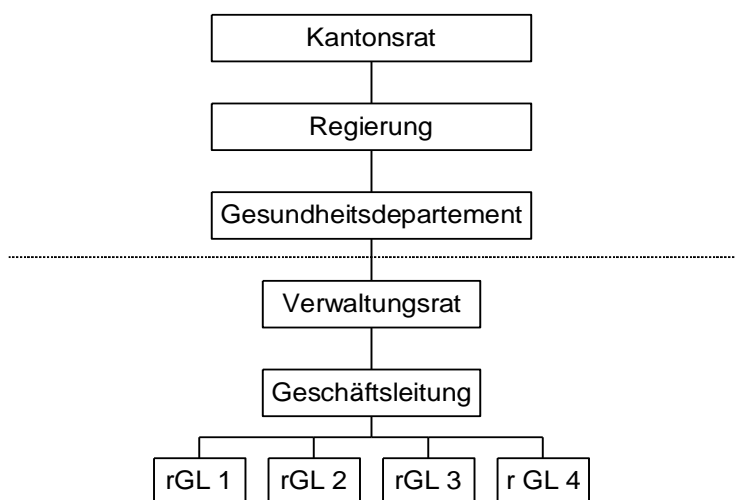 Kantonsrat
Regierung
Gesundheitsdepartement
Verwaltungsrat
Geschäftsleitung
rGL 1 rGL 2 rGL 3 r GL 4